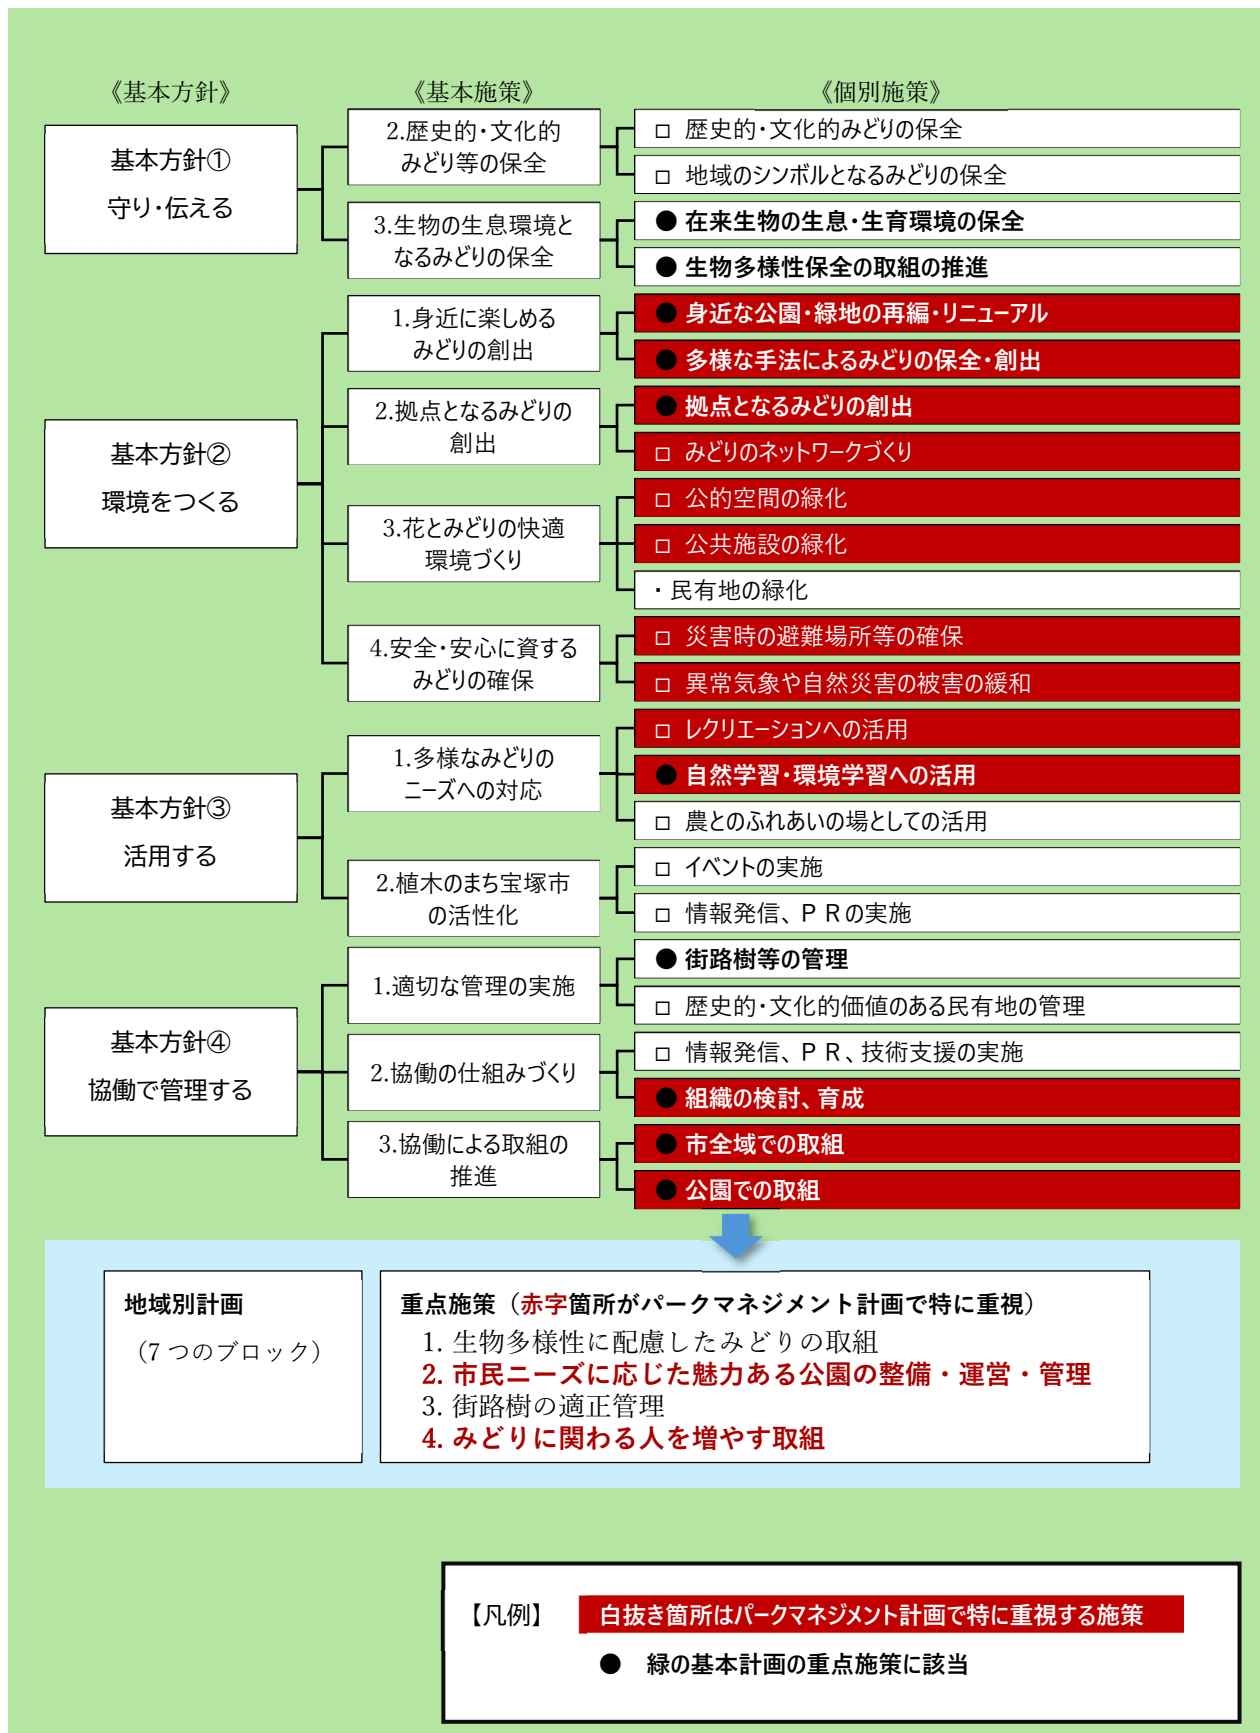 《基本方針》
《基本施策》
《個別施策》
基本方針①
守り・伝える
2.歴史的・文化的
みどり等の保全
□ 歴史的・文化的みどりの保全
□ 地域のシンボルとなるみどりの保全
3.生物の生息環境と
なるみどりの保全
● 在来生物の生息・生育環境の保全
● 生物多様性保全の取組の推進
基本方針②
環境をつくる
1.身近に楽しめる
みどりの創出
● 身近な公園・緑地の再編・リニューアル
● 多様な手法によるみどりの保全・創出
2.拠点となるみどりの
創出
● 拠点となるみどりの創出
□ みどりのネットワークづくり
3.花とみどりの快適
環境づくり
□ 公的空間の緑化
□ 公共施設の緑化
・民有地の緑化
4.安全・安心に資する
みどりの確保
□ 災害時の避難場所等の確保
□ 異常気象や自然災害の被害の緩和
基本方針③
活用する
1.多様なみどりの
ニーズへの対応
□ レクリエーションへの活用
● 自然学習・環境学習への活用
□ 農とのふれあいの場としての活用
2.植木のまち宝塚市
の活性化
□ イベントの実施
□ 情報発信、ＰＲの実施
基本方針④
協働で管理する
1.適切な管理の実施
● 街路樹等の管理
□ 歴史的・文化的価値のある民有地の管理
2.協働の仕組みづくり
□ 情報発信、ＰＲ、技術支援の実施
● 組織の検討、育成
3.協働による取組の
推進
● 市全域での取組
● 公園での取組
地域別計画
（7 つのブロック）
重点施策（赤字箇所がパークマネジメント計画で特に重視）
1. 生物多様性に配慮したみどりの取組
2. 市民ニーズに応じた魅力ある公園の整備・運営・管理
3. 街路樹の適正管理
4. みどりに関わる人を増やす取組
【凡例】 白抜き箇所はパークマネジメント計画で特に重視する施策
● 緑の基本計画の重点施策に該当